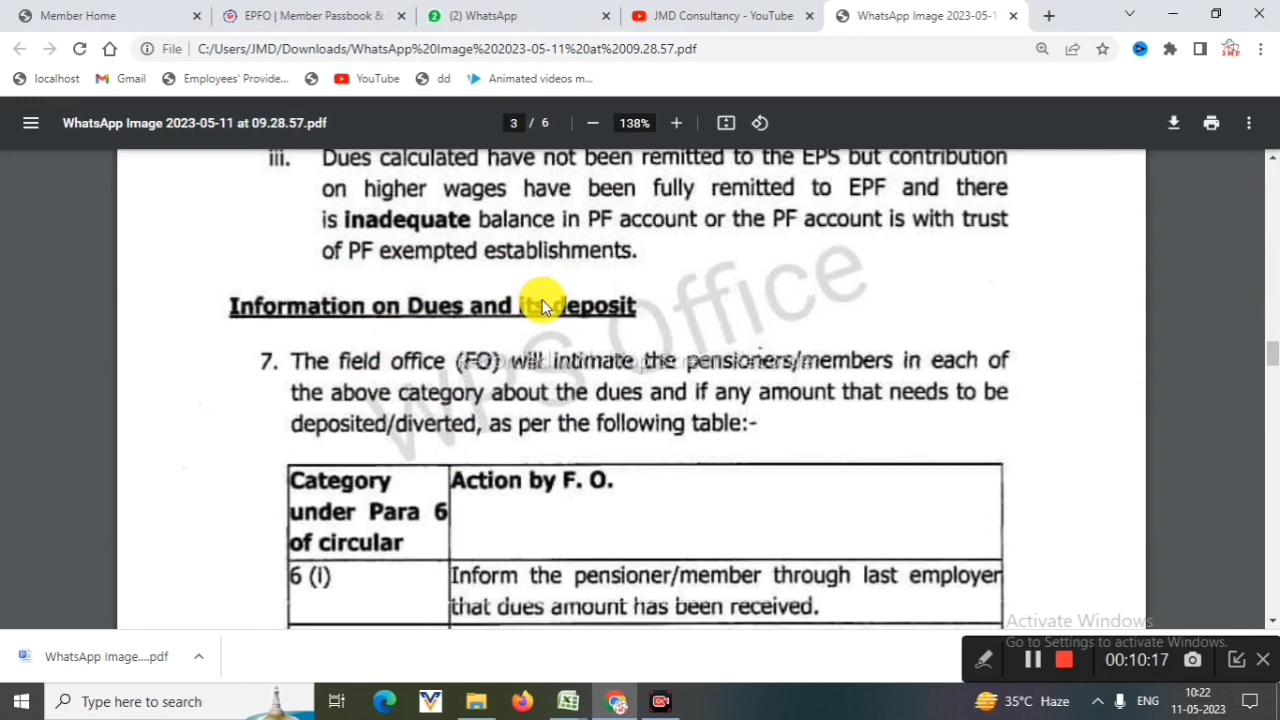 Member Home
EPFO | Member Passbook &
(2) WhatsApp
JMD Consultancy - YouTube
WhatsApp Image 2023-05-1
File
C:/Users/JMD/Downloads/WhatsApp%20Image%202023-05-11%20at%2009.28.57.pdf
localhost
Gmail
Employees' Provide...
YouTube
dd
Animated videos m...
WhatsApp Image 2023-05-11 at 09.28.57.pdf
3 / 6
138%
iii. Dues calculated have not been remitted to the EPS but contribution
on higher wages have been fully remitted to EPF and there
is inadequate balance in PF account or the PF account is with trust
of PF exempted establishments.
Information on Dues and its deposit
WPS Office
7. The field office (FO) will intimate the pensioners/members in each of
the above category about the dues and if any amount that needs to be
deposited/diverted, as per the following table:-
Category
under Para 6
of circular
Action by F. O.
6 (i)
Inform the pensioner/member through last employer
that dues amount has been received.
Activate Windows
Go to Settings to activate Windows.
WhatsApp Image....pdf
00:10:17
Type here to search
35°C Haze
ENG
10:22
11-05-2023